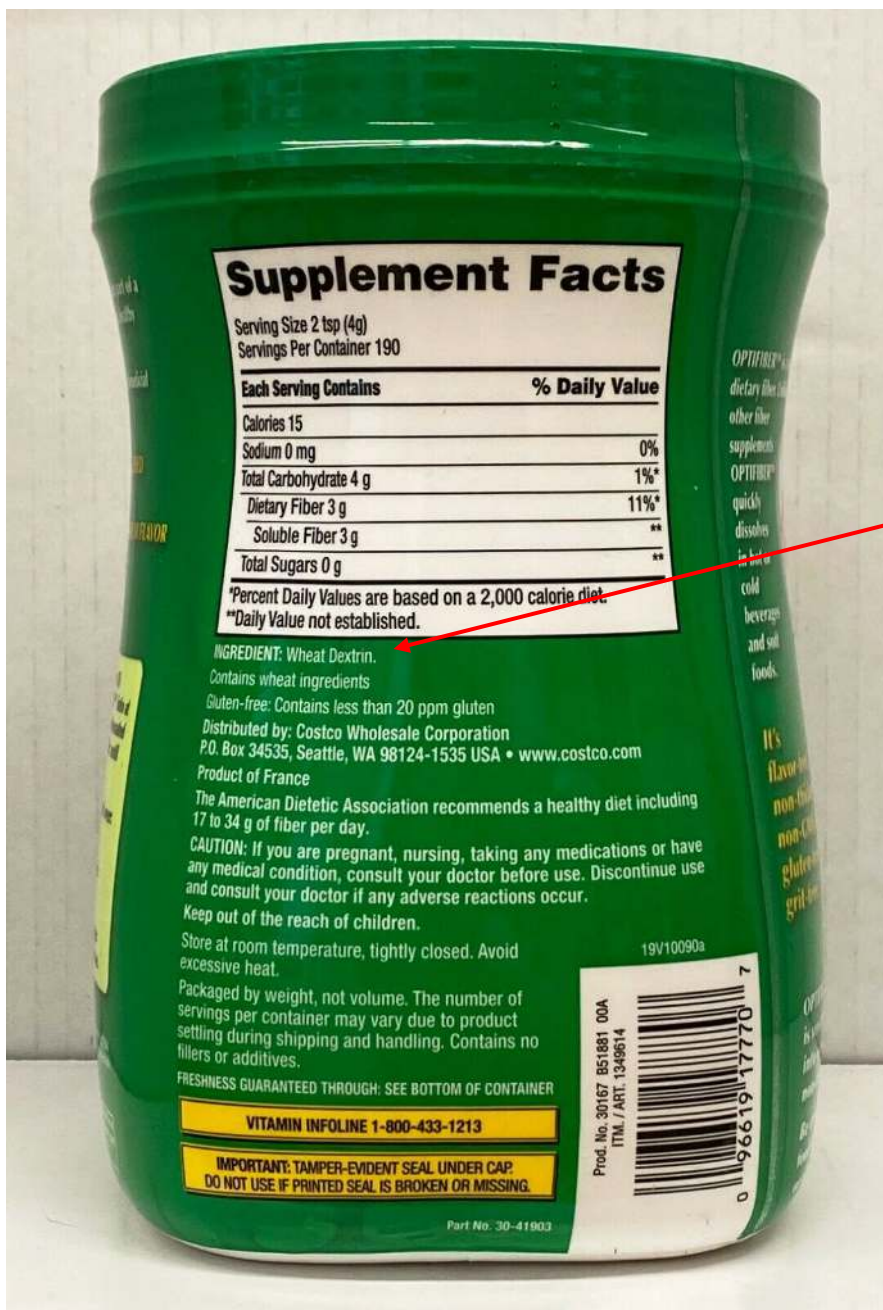 Supplement Facts
Serving Size 2 tsp (4g)
Servings Per Container 190
Each Serving Contains % Daily Value
Calories 15
Sodium 0 mg 0%
Total Carbohydrate 4 g 1%*
Dietary Fiber 3 g 11%*
Soluble Fiber 3 g **
Total Sugars 0 g **
*Percent Daily Values are based on a 2,000 calorie diet.
**Daily Value not established.
INGREDIENT: Wheat Dextrin.
Contains wheat ingredients
Gluten-free: Contains less than 20 ppm gluten
Distributed by: Costco Wholesale Corporation
P.O. Box 34535, Seattle, WA 98124-1535 USA • www.costco.com
Product of France
The American Dietetic Association recommends a healthy diet including
17 to 34 g of fiber per day.
CAUTION: If you are pregnant, nursing, taking any medications or have
any medical condition, consult your doctor before use. Discontinue use
and consult your doctor if any adverse reactions occur.
Keep out of the reach of children.
Store at room temperature, tightly closed. Avoid
excessive heat.
Packaged by weight, not volume. The number of
servings per container may vary due to product
settling during shipping and handling. Contains no
fillers or additives.
FRESHNESS GUARANTEED THROUGH: SEE BOTTOM OF CONTAINER
VITAMIN INFOLINE 1-800-433-1213
IMPORTANT: TAMPER-EVIDENT SEAL UNDER CAP.
DO NOT USE IF PRINTED SEAL IS BROKEN OR MISSING.
Part No. 30-41903
19V10090a
Prod. No. 30167 B51881 00A
ITM. / ART. 1349614
0 96619 17770 7
OPTIFIBER™
dietary fiber.
other fiber
supplements
OPTIFIBER™
quickly
dissolves
in hot or
cold
beverages
and soft
foods.
It's
FLAVOR